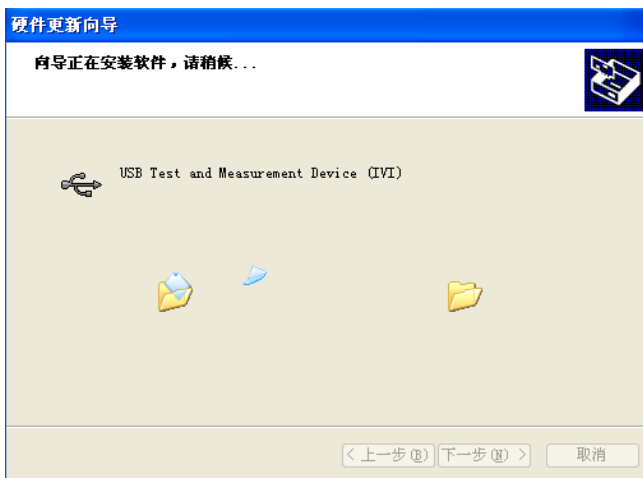 硬件更新向导
向导正在安装软件，请稍候...
USB Test and Measurement Device (IVI)
< 上一步(B) 下一步(N) > 取消